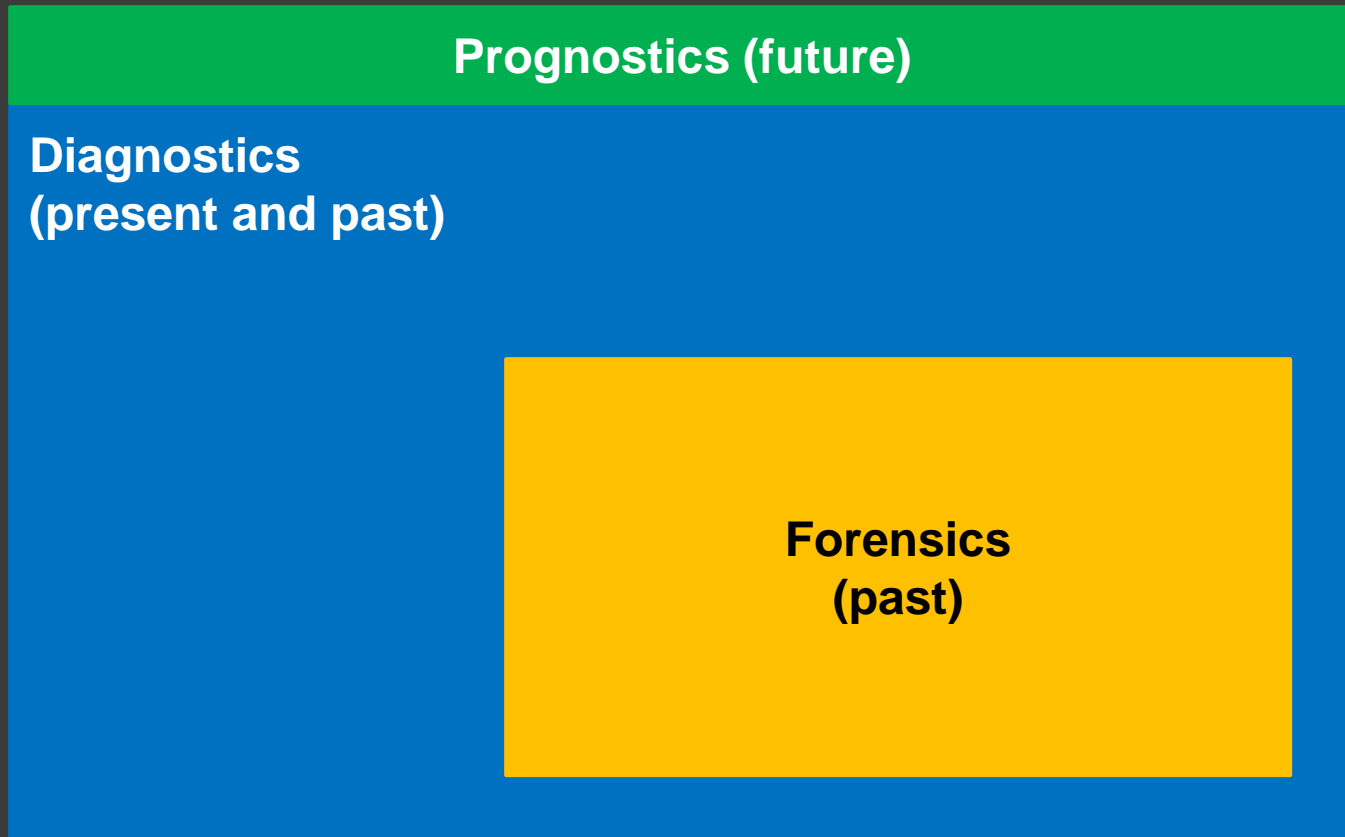 Prognostics (future)
Diagnostics
(present and past)
Forensics
(past)